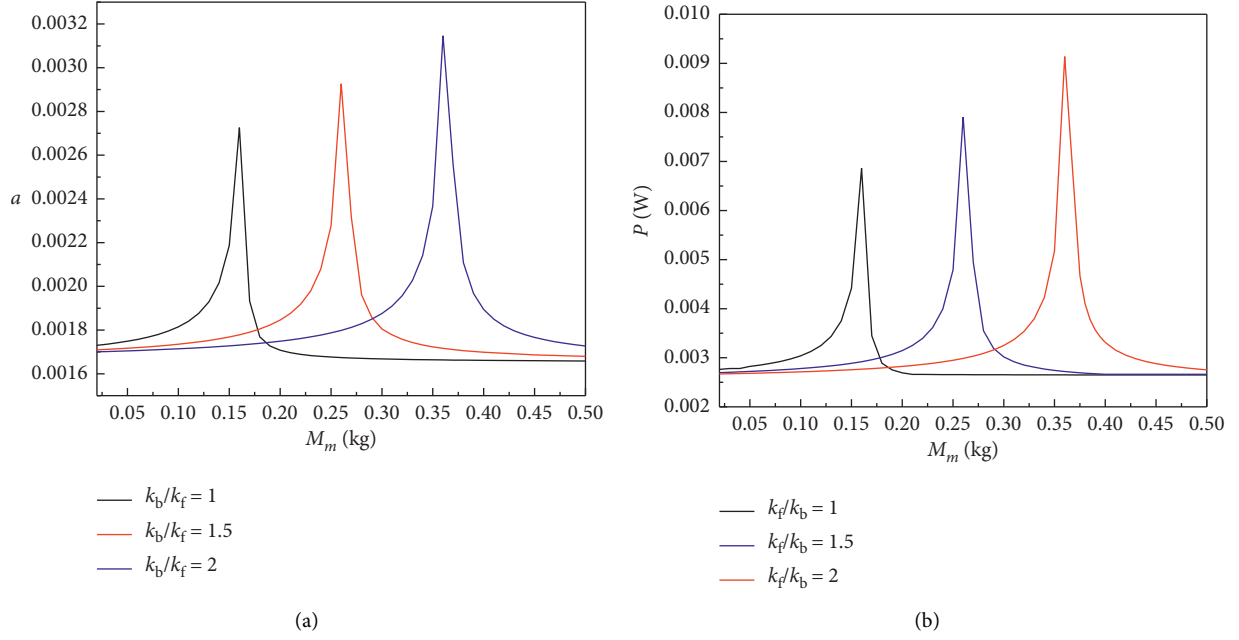 0.0032
0.0030
0.0028
0.0026
0.0024
0.0022
0.0020
0.0018
0.0016
a
0.05 0.10 0.15 0.20 0.25 0.30 0.35 0.40 0.45 0.50
M_m (kg)
k_b/k_f = 1
k_b/k_f = 1.5
k_b/k_f = 2
(a)
0.010
0.009
0.008
0.007
0.006
0.005
0.004
0.003
0.002
P (W)
0.05 0.10 0.15 0.20 0.25 0.30 0.35 0.40 0.45 0.50
M_m (kg)
k_f/k_b = 1
k_f/k_b = 1.5
k_f/k_b = 2
(b)